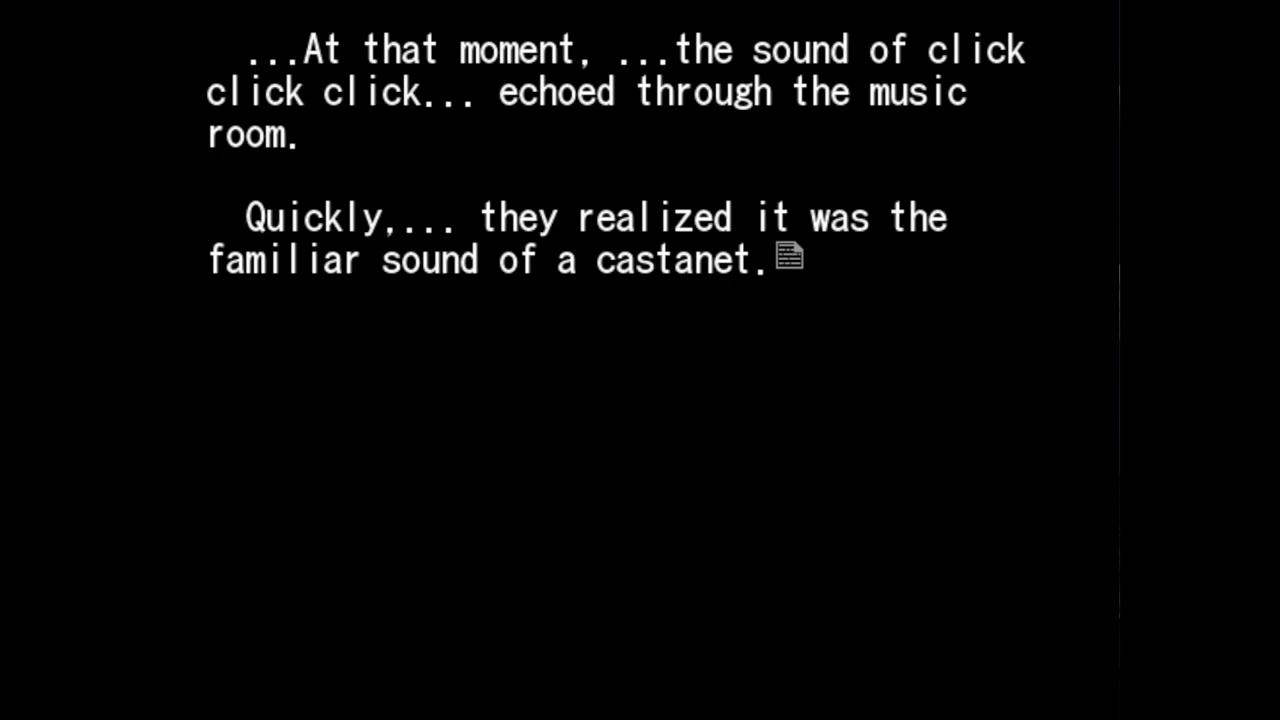 ...At that moment, ...the sound of click
click click... echoed through the music
room.
Quickly,... they realized it was the
familiar sound of a castanet.